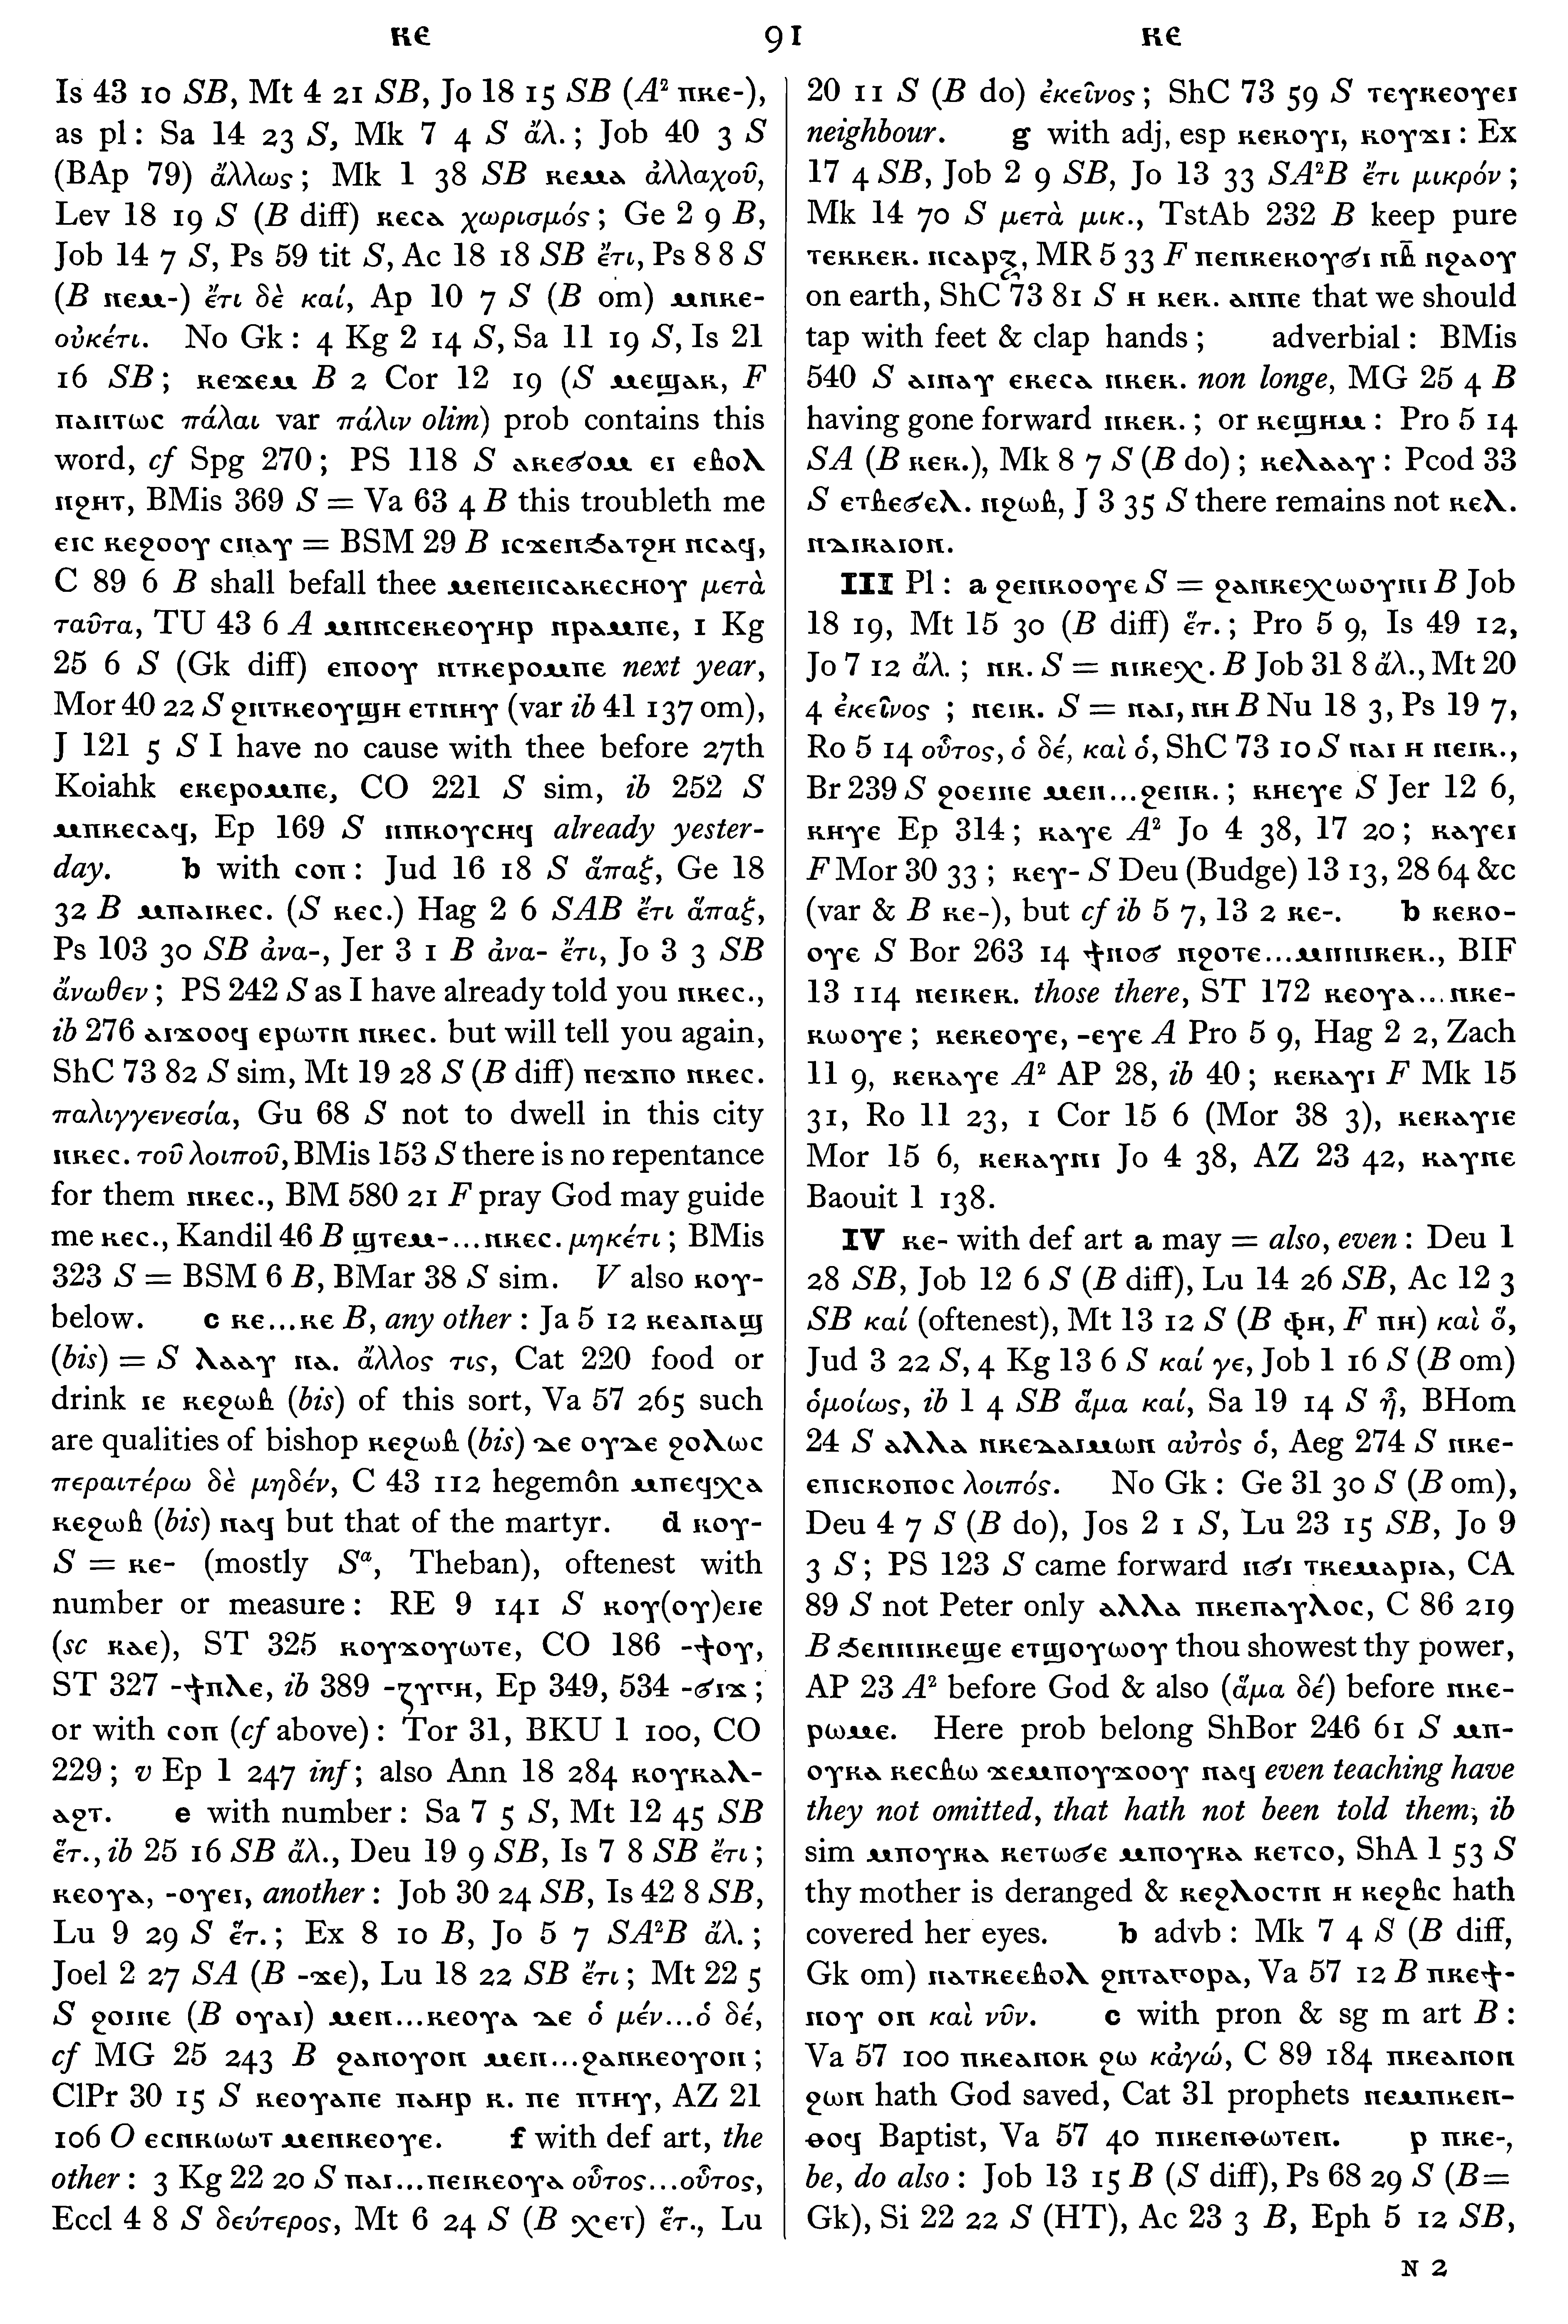 ⲕⲉ 91 ⲕⲉ
Is 43 10 SB, Mt 4 21 SB, Jo 18 15 SB (A² ⲡⲕⲉ-),
as pl: Sa 14 23 S, Mk 7 4 S ἄλ.; Job 40 3 S
(BAp 79) ἄλλως; Mk 1 38 SB ⲕⲉⲙⲁ ἀλλαχοῦ,
Lev 18 19 S (B diff) ⲕⲉⲥⲁ χωρισμός; Ge 2 9 B,
Job 14 7 S, Ps 59 tit S, Ac 18 18 SB ἔτι, Ps 8 8 S
(B ⲛⲉⲙ-) ἔτι δὲ καί, Ap 10 7 S (B om) ⲙⲡⲕⲉ-
οὐκέτι. No Gk: 4 Kg 2 14 S, Sa 11 19 S, Is 21
16 SB; ⲕⲉϫⲉⲙ B 2 Cor 12 19 (S ⲙⲉϣⲁⲕ, F
ⲡⲁⲛⲧⲱⲥ πάλαι var πάλιν olim) prob contains this
word, cf Spg 270; PS 118 S ⲁⲕⲉϭⲟⲙ ⲉⲓ ⲉⲃⲟⲗ
ⲛϩⲏⲧ, BMis 369 S = Va 63 4 B this troubleth me
ⲉⲓⲥ ⲕⲉϩⲟⲟⲩ ⲥⲛⲁⲩ = BSM 29 B ⲓⲥϫⲉⲛϧⲁⲧϩⲏ ⲛⲥⲁϥ,
C 89 6 B shall befall thee ⲙⲉⲛⲉⲛⲥⲁⲕⲉⲥⲏⲟⲩ μετὰ
ταῦτα, TU 43 6 A ⲙⲛⲛⲥⲉⲕⲉⲟⲩⲏⲣ ⲛⲣⲁⲙⲡⲉ, 1 Kg
25 6 S (Gk diff) ⲉⲡⲟⲟⲩ ⲛⲧⲕⲉⲣⲟⲙⲡⲉ next year,
Mor 40 22 S ϩⲛⲧⲕⲉⲟⲩϣⲏ ⲉⲧⲛⲏⲩ (var ib 41 137 om),
J 121 5 S I have no cause with thee before 27th
Koiahk ⲉⲕⲉⲣⲟⲙⲡⲉ, CO 221 S sim, ib 252 S
ⲙⲡⲕⲉⲥⲁϥ, Ep 169 S ⲛⲡⲕⲟⲩⲥⲏϥ already yester-
day. b with ⲥⲟⲡ: Jud 16 18 S ἅπαξ, Ge 18
32 B ⲙⲡⲁⲓⲕⲉⲥ. (S ⲕⲉⲥ.) Hag 2 6 SAB ἔτι ἅπαξ,
Ps 103 30 SB ἀνα-, Jer 3 1 B ἀνα- ἔτι, Jo 3 3 SB
ἄνωθεν; PS 242 S as I have already told you ⲛⲕⲉⲥ.,
ib 276 ⲁⲓϫⲟⲟϥ ⲉⲣⲱⲧⲛ ⲛⲕⲉⲥ. but will tell you again,
ShC 73 82 S sim, Mt 19 28 S (B diff) ⲡⲉϫⲡⲟ ⲛⲕⲉⲥ.
παλιγγενεσία, Gu 68 S not to dwell in this city
ⲛⲕⲉⲥ. τοῦ λοιποῦ, BMis 153 S there is no repentance
for them ⲛⲕⲉⲥ., BM 580 21 F pray God may guide
me ⲕⲉⲥ., Kandil 46 B ϣⲧⲉⲙ-...ⲛⲕⲉⲥ. μηκέτι; BMis
323 S = BSM 6 B, BMar 38 S sim. V also ⲕⲟⲩ-
below. c ⲕⲉ...ⲕⲉ B, any other: Ja 5 12 ⲕⲉⲁⲛⲁϣ
(bis) = S ⲗⲁⲁⲩ ⲛⲁ. ἄλλος τις, Cat 220 food or
drink ⲓⲉ ⲕⲉϩⲱⲃ (bis) of this sort, Va 57 265 such
are qualities of bishop ⲕⲉϩⲱⲃ (bis) ⲇⲉ ⲟⲩⲇⲉ ϩⲟⲗⲱⲥ
περαιτέρω δὲ μηδέν, C 43 112 hegemôn ⲙⲡⲉϥⲭⲁ
ⲕⲉϩⲱⲃ (bis) ⲛⲁϥ but that of the martyr. d ⲕⲟⲩ-
S = ⲕⲉ- (mostly Sᵃ, Theban), oftenest with
number or measure: RE 9 141 S ⲕⲟⲩ(ⲟⲩ)ⲉⲓⲉ
(sc ⲕⲁⲉ), ST 325 ⲕⲟⲩϫⲟⲩⲱⲧⲉ, CO 186 -ϯⲟⲩ,
ST 327 -ϯⲡⲗⲉ, ib 389 -ⲍⲩⲅⲏ, Ep 349, 534 -ϭⲓϫ;
or with ⲥⲟⲡ (cf above): Tor 31, BKU 1 100, CO
229; v Ep 1 247 inf; also Ann 18 284 ⲕⲟⲩⲕⲁⲗ-
ⲁϩⲧ. e with number: Sa 7 5 S, Mt 12 45 SB
ἕτ., ib 25 16 SB ἄλ., Deu 19 9 SB, Is 7 8 SB ἔτι;
ⲕⲉⲟⲩⲁ, -ⲟⲩⲉⲓ, another: Job 30 24 SB, Is 42 8 SB,
Lu 9 29 S ἕτ.; Ex 8 10 B, Jo 5 7 SA²B ἄλ.;
Joel 2 27 SA (B -ϫⲉ), Lu 18 22 SB ἔτι; Mt 22 5
S ϩⲟⲓⲛⲉ (B ⲟⲩⲁⲓ) ⲙⲉⲛ...ⲕⲉⲟⲩⲁ ⲇⲉ ὁ μέν...ὁ δέ,
cf MG 25 243 B ϩⲁⲛⲟⲩⲟⲛ ⲙⲉⲛ...ϩⲁⲛⲕⲉⲟⲩⲟⲛ;
ClPr 30 15 S ⲕⲉⲟⲩⲁⲡⲉ ⲡⲁⲏⲣ ⲕ. ⲡⲉ ⲡⲧⲏⲩ, AZ 21
106 O ⲉⲥⲡⲕⲱⲱⲧ ⲙⲉⲛⲕⲉⲟⲩⲉ. f with def art, the
other: 3 Kg 22 20 S ⲡⲁⲓ...ⲡⲉⲓⲕⲉⲟⲩⲁ οὗτος...οὗτος,
Eccl 4 8 S δεύτερος, Mt 6 24 S (B ⲭⲉⲧ) ἕτ., Lu
20 11 S (B do) ἐκεῖνος; ShC 73 59 S ⲧⲉⲩⲕⲉⲟⲩⲉⲓ
neighbour. g with adj, esp ⲕⲉⲕⲟⲩⲓ, ⲕⲟⲩϫⲓ: Ex
17 4 SB, Job 2 9 SB, Jo 13 33 SA²B ἔτι μικρόν;
Mk 14 70 S μετὰ μικ., TstAb 232 B keep pure
ⲧⲉⲕⲕⲉⲕ. ⲛⲥⲁⲣⲝ, MR 5 33 F ⲡⲉⲛⲕⲉⲕⲟⲩϭⲓ ⲛⲃ̄ ⲛϩⲁⲟⲩ
on earth, ShC 73 81 S ⲏ ⲕⲉⲕ. ⲁⲛⲡⲉ that we should
tap with feet & clap hands; adverbial: BMis
540 S ⲁⲓⲛⲁⲩ ⲉⲕⲉⲥⲁ ⲛⲕⲉⲕ. non longe, MG 25 4 B
having gone forward ⲛⲕⲉⲕ.; or ⲕⲉϣⲏⲙ: Pro 5 14
SA (B ⲕⲉⲕ.), Mk 8 7 S (B do); ⲕⲉⲗⲁⲁⲩ: Pcod 33
S ⲉⲧⲃⲉϭⲉⲗ. ⲛϩⲱⲃ, J 3 35 S there remains not ⲕⲉⲗ.
ⲛⲇⲓⲕⲁⲓⲟⲛ.
III Pl: a ϩⲉⲛⲕⲟⲟⲩⲉ S = ϩⲁⲛⲕⲉⲭⲱⲟⲩⲛⲓ B Job
18 19, Mt 15 30 (B diff) ἕτ.; Pro 5 9, Is 49 12,
Jo 7 12 ἄλ.; ⲛⲕ. S = ⲛⲓⲕⲉⲭ. B Job 31 8 ἄλ., Mt 20
4 ἐκεῖνος; ⲛⲉⲓⲕ. S = ⲛⲁⲓ, ⲛⲏ B Nu 18 3, Ps 19 7,
Ro 5 14 οὗτος, ὁ δέ, καὶ ὁ, ShC 73 10 S ⲛⲁⲓ ⲏ ⲛⲉⲓⲕ.,
Br 239 S ϩⲟⲉⲓⲛⲉ ⲙⲉⲛ...ϩⲉⲛⲕ.; ⲕⲏⲉⲩⲉ S Jer 12 6,
ⲕⲏⲩⲉ Ep 314; ⲕⲁⲩⲉ A² Jo 4 38, 17 20; ⲕⲁⲩⲉⲓ
F Mor 30 33; ⲕⲉⲩ- S Deu (Budge) 13 13, 28 64 &c
(var & B ⲕⲉ-), but cf ib 5 7, 13 2 ⲕⲉ-. b ⲕⲉⲕⲟ-
ⲟⲩⲉ S Bor 263 14 ϯⲛⲟϭ ⲛϩⲟⲧⲉ...ⲙⲛⲛⲓⲕⲉⲕ., BIF
13 114 ⲛⲉⲓⲕⲉⲕ. those there, ST 172 ⲕⲉⲟⲩⲁ...ⲛⲕⲉ-
ⲕⲱⲟⲩⲉ; ⲕⲉⲕⲉⲟⲩⲉ, -ⲉⲩⲉ A Pro 5 9, Hag 2 2, Zach
11 9, ⲕⲉⲕⲁⲩⲉ A² AP 28, ib 40; ⲕⲉⲕⲁⲩⲓ F Mk 15
31, Ro 11 23, 1 Cor 15 6 (Mor 38 3), ⲕⲉⲕⲁⲩⲓⲉ
Mor 15 6, ⲕⲉⲕⲁⲩⲛⲓ Jo 4 38, AZ 23 42, ⲕⲁⲩⲛⲉ
Baouit 1 138.
IV ⲕⲉ- with def art a may = also, even: Deu 1
28 SB, Job 12 6 S (B diff), Lu 14 26 SB, Ac 12 3
SB καί (oftenest), Mt 13 12 S (B ⲫⲏ, F ⲡⲏ) καὶ ὅ,
Jud 3 22 S, 4 Kg 13 6 S καί γε, Job 1 16 S (B om)
ὁμοίως, ib 1 4 SB ἅμα καί, Sa 19 14 S ἤ, BHom
24 S ⲁⲗⲗⲁ ⲡⲕⲉⲇⲁⲓⲙⲱⲛ αὐτὸς ὁ, Aeg 274 S ⲡⲕⲉ-
ⲉⲡⲓⲥⲕⲟⲡⲟⲥ λοιπός. No Gk: Ge 31 30 S (B om),
Deu 4 7 S (B do), Jos 2 1 S, Lu 23 15 SB, Jo 9
3 S; PS 123 S came forward ⲛϭⲓ ⲧⲕⲉⲙⲁⲣⲓⲁ, CA
89 S not Peter only ⲁⲗⲗⲁ ⲡⲕⲉⲡⲁⲩⲗⲟⲥ, C 86 219
B ϧⲉⲛⲡⲓⲕⲉϣⲉ ⲉⲧϣⲟⲩⲱⲟⲩ thou showest thy power,
AP 23 A² before God & also (ἅμα δέ) before ⲛⲕⲉ-
ⲣⲱⲙⲉ. Here prob belong ShBor 246 61 S ⲙⲡ-
ⲟⲩⲕⲁ ⲕⲉⲥⲃⲱ ϫⲉⲙⲡⲟⲩϫⲟⲟⲩ ⲛⲁϥ even teaching have
they not omitted, that hath not been told them, ib
sim ⲙⲡⲟⲩⲕⲁ ⲕⲉⲧⲱϭⲉ ⲙⲡⲟⲩⲕⲁ ⲕⲉⲧⲥⲟ, ShA 1 53 S
thy mother is deranged & ⲕⲉϩⲗⲟⲥⲧⲛ ⲏ ⲕⲉϩⲃⲥ hath
covered her eyes. b advb: Mk 7 4 S (B diff,
Gk om) ⲛⲁⲧⲕⲉⲉⲃⲟⲗ ϩⲛⲧⲁⲅⲟⲣⲁ, Va 57 12 B ⲡⲕⲉϯ-
ⲛⲟⲩ ⲟⲛ καὶ νῦν. c with pron & sg m art B:
Va 57 100 ⲡⲕⲉⲁⲛⲟⲕ ϩⲱ κἀγώ, C 89 184 ⲡⲕⲉⲁⲛⲟⲛ
ϩⲱⲛ hath God saved, Cat 31 prophets ⲛⲉⲙⲡⲕⲉⲛ-
ⲑⲟϥ Baptist, Va 57 40 ⲡⲓⲕⲉⲛⲑⲱⲧⲉⲛ. p ⲡⲕⲉ-,
be, do also: Job 13 15 B (S diff), Ps 68 29 S (B=
Gk), Si 22 22 S (HT), Ac 23 3 B, Eph 5 12 SB,
N 2